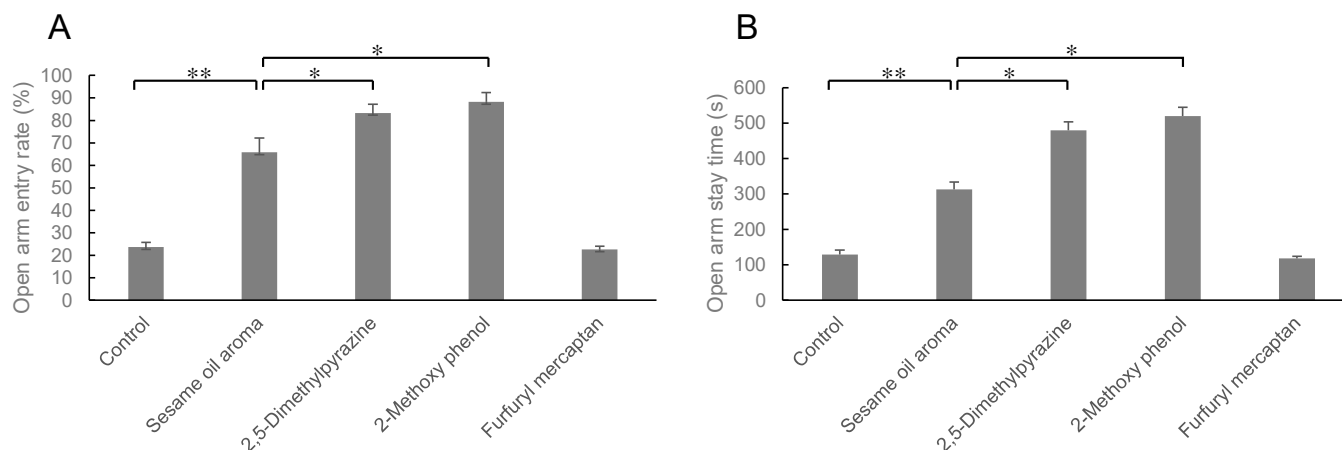 A
*
** *
Open arm entry rate (%)
100
90
80
70
60
50
40
30
20
10
0
Control
Sesame oil aroma
2,5-Dimethylpyrazine
2-Methoxy phenol
Furfuryl mercaptan
B
*
** *
Open arm stay time (s)
600
500
400
300
200
100
0
Control
Sesame oil aroma
2,5-Dimethylpyrazine
2-Methoxy phenol
Furfuryl mercaptan